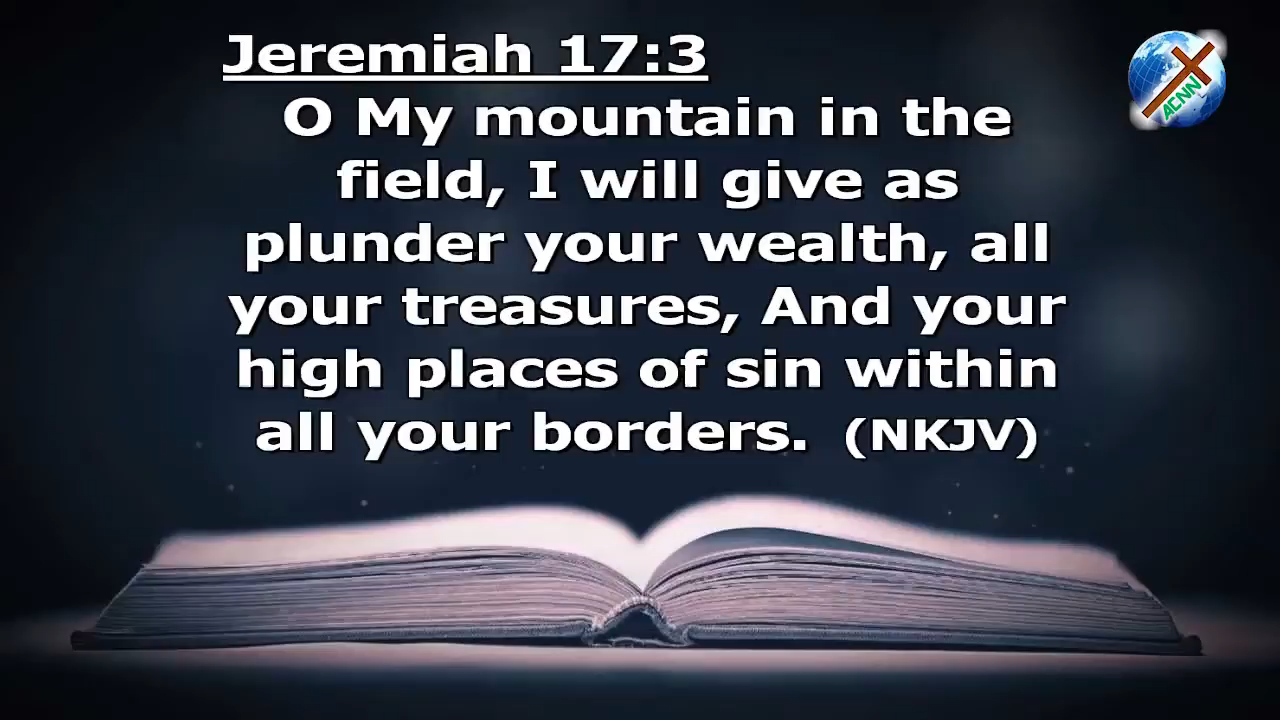 Jeremiah 17:3
O My mountain in the
field, I will give as
plunder your wealth, all
your treasures, And your
high places of sin within
all your borders. (NKJV)
ACNN